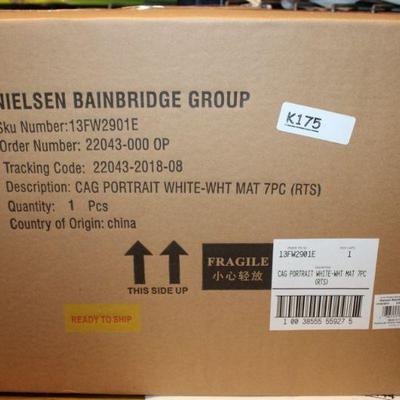 NIELSEN BAINBRIDGE GROUP
K175
Sku Number:13FW2901E
Order Number: 22043-000 OP
Tracking Code: 22043-2018-08
Description: CAG PORTRAIT WHITE-WHT MAT 7PC (RTS)
Quantity: 1 Pcs
Country of Origin: china
FRAGILE
小心轻放
THIS SIDE UP
READY TO SHIP
13FW2901E 1
CAG PORTRAIT WHITE-WHT MAT 7PC
(RTS)
1 00 38555 55927 5